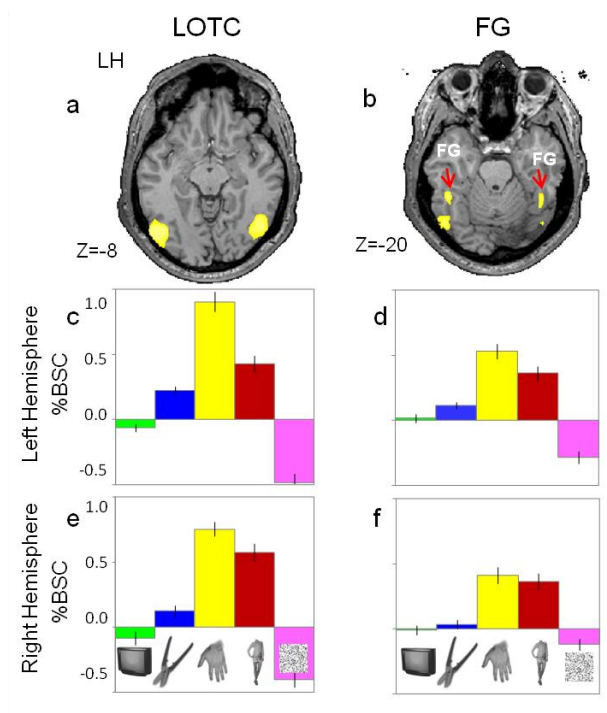 LOTC
FG
LH
a
b
FG
FG
Z=-8
Z=-20
Left Hemisphere
%BSC
1.0
0.5
0.0
-0.5
c
d
Right Hemisphere
%BSC
1.0
0.5
0.0
-0.5
e
f